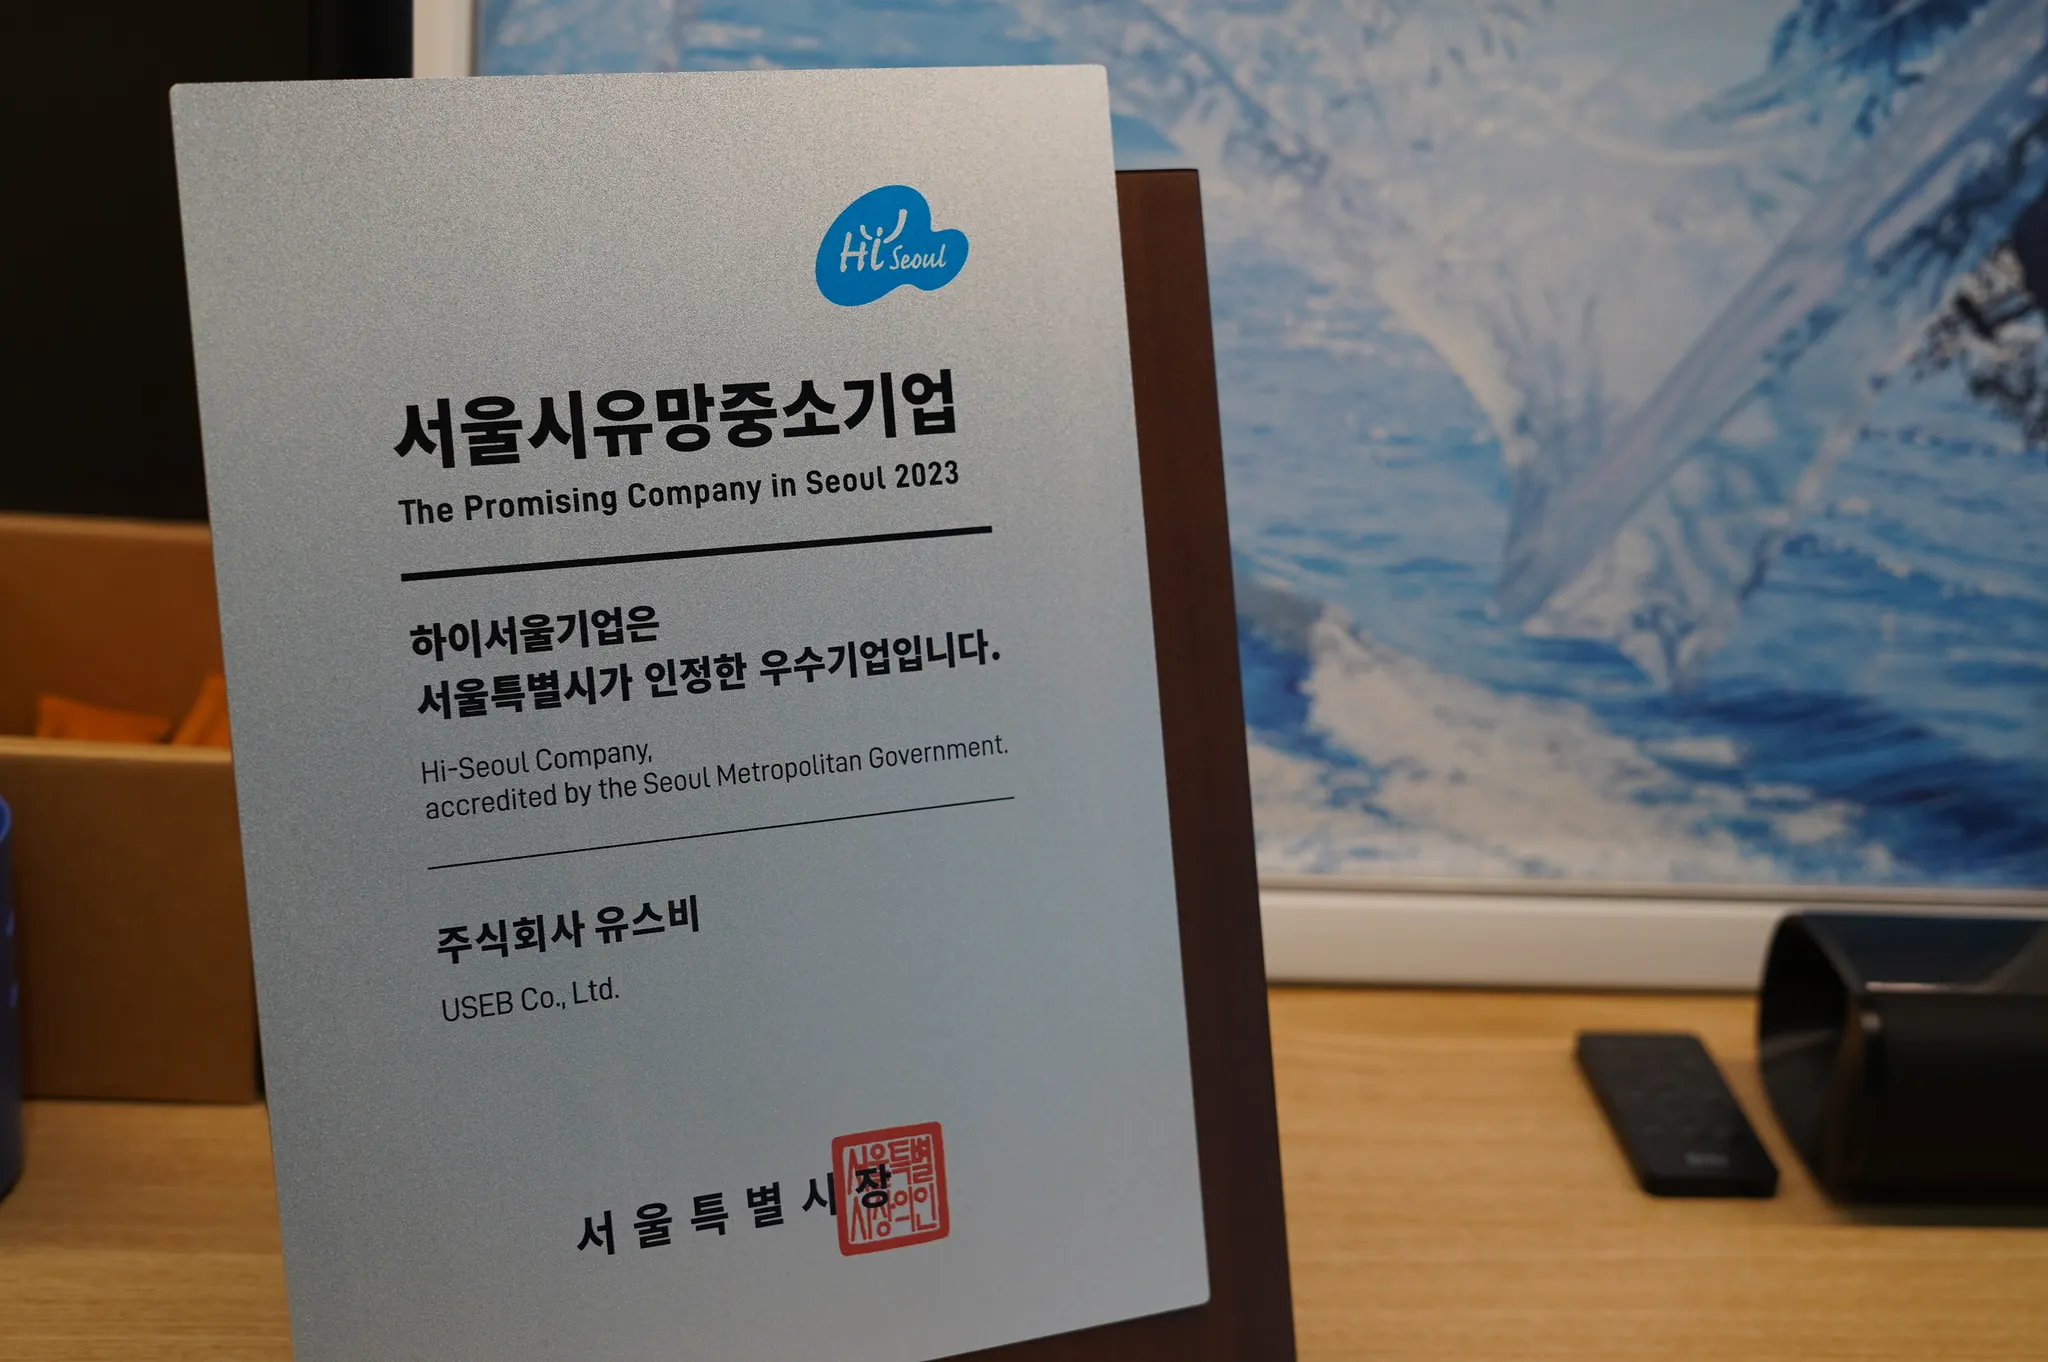 Hi Seoul
서울시유망중소기업
The Promising Company in Seoul 2023
하이서울기업은
서울특별시가 인정한 우수기업입니다.
Hi-Seoul Company,
accredited by the Seoul Metropolitan Government.
주식회사 유스비
USEB Co., Ltd.
서울특별시장
서울특별
시장의인